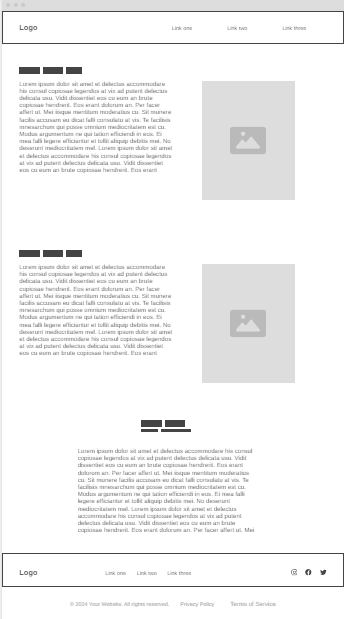 Logo
Link one
Link two
Link three
Lorem ipsum dolor sit amet et delectus accommodare
his consul copiosae legendos at vix ad putent delectus
delicata usu. Vidit dissentiet eos cu eum an brute
copiosae hendrerit. Eos erant dolorum an. Per facer
affert ut. Mei iisque mentitum moderatius cu. Sit munere
facilis accusam eu dicat falli consulatu at vis. Te facilisis
mnesarchum qui posse omnium mediocritatem est cu.
Modus argumentum ne qui tation efficiendi in eos. Ei
mea falli legere efficiantur et tollit aliquip debitis mei. No
deserunt mediocritatem mel. Lorem ipsum dolor sit amet
et delectus accommodare his consul copiosae legendos
at vix ad putent delectus delicata usu. Vidit dissentiet
eos cu eum an brute copiosae hendrerit. Eos erant
Lorem ipsum dolor sit amet et delectus accommodare
his consul copiosae legendos at vix ad putent delectus
delicata usu. Vidit dissentiet eos cu eum an brute
copiosae hendrerit. Eos erant dolorum an. Per facer
affert ut. Mei iisque mentitum moderatius cu. Sit munere
facilis accusam eu dicat falli consulatu at vis. Te facilisis
mnesarchum qui posse omnium mediocritatem est cu.
Modus argumentum ne qui tation efficiendi in eos. Ei
mea falli legere efficiantur et tollit aliquip debitis mei. No
deserunt mediocritatem mel. Lorem ipsum dolor sit amet
et delectus accommodare his consul copiosae legendos
at vix ad putent delectus delicata usu. Vidit dissentiet
eos cu eum an brute copiosae hendrerit. Eos erant
Lorem ipsum dolor sit amet et delectus accommodare his consul
copiosae legendos at vix ad putent delectus delicata usu. Vidit
dissentiet eos cu eum an brute copiosae hendrerit. Eos erant
dolorum an. Per facer affert ut. Mei iisque mentitum moderatius
cu. Sit munere facilis accusam eu dicat falli consulatu at vis. Te
facilisis mnesarchum qui posse omnium mediocritatem est cu.
Modus argumentum ne qui tation efficiendi in eos. Ei mea falli
legere efficiantur et tollit aliquip debitis mei. No deserunt
mediocritatem mel. Lorem ipsum dolor sit amet et delectus
accommodare his consul copiosae legendos at vix ad putent
delectus delicata usu. Vidit dissentiet eos cu eum an brute
copiosae hendrerit. Eos erant dolorum an. Per facer affert ut. Mei
Logo
Link one
Link two
Link three
© 2024 Your Website. All rights reserved.
Privacy Policy
Terms of Service